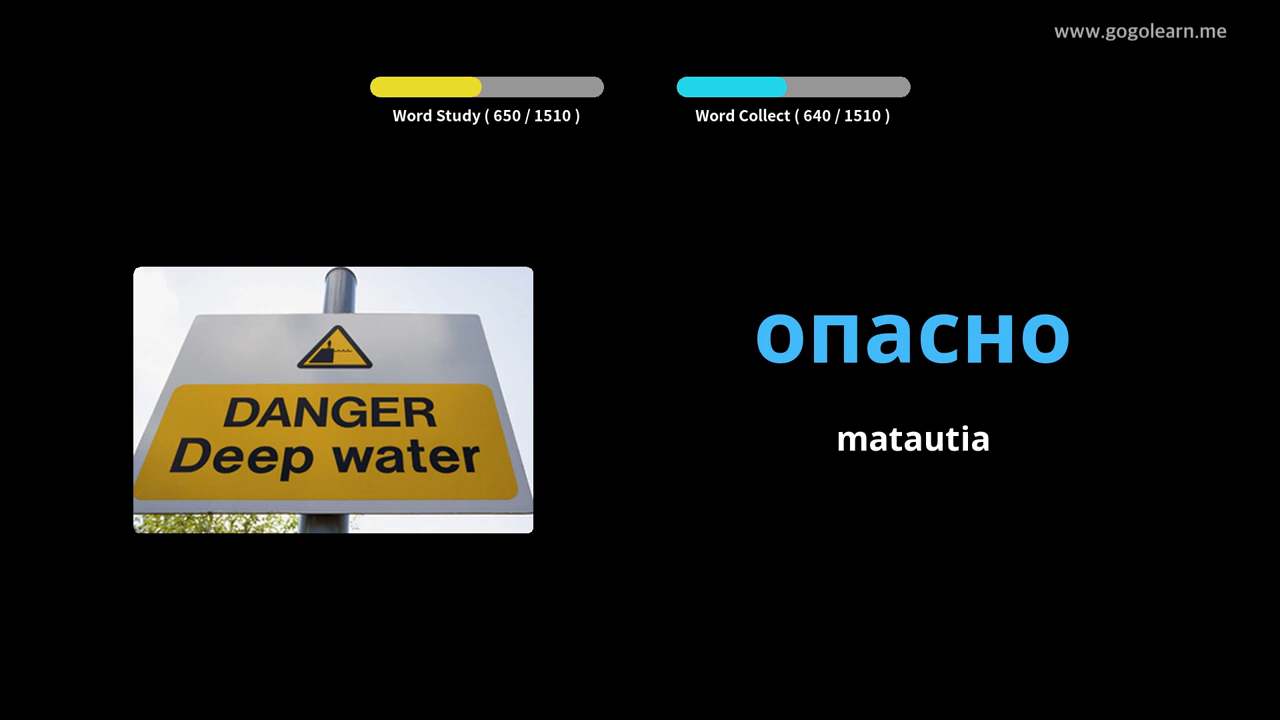 www.gogolearn.me
Word Study ( 650 / 1510 )
Word Collect ( 640 / 1510 )
DANGER
Deep water
опасно
matautia